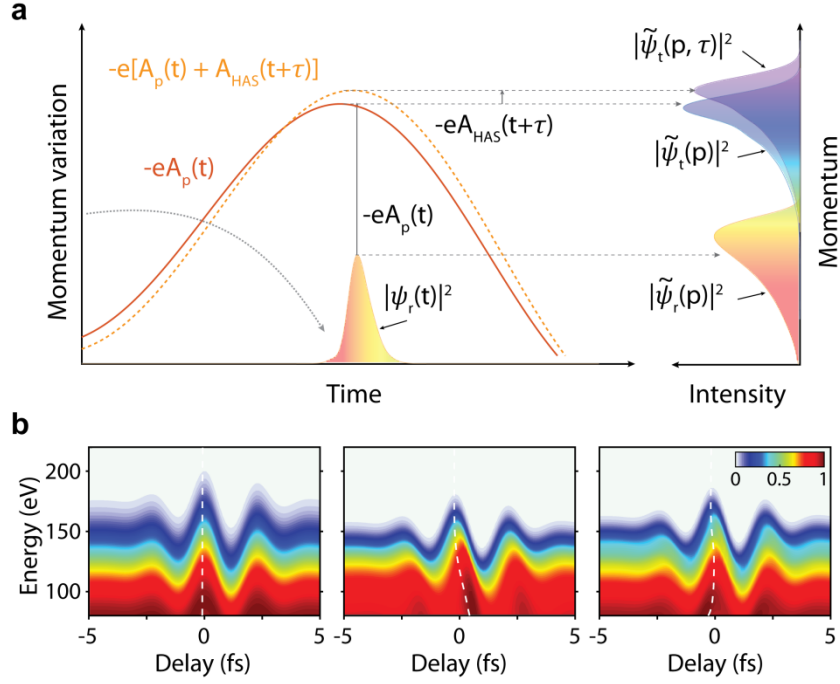 a
-e[A_p(t) + A_HAS(t+τ)]
-eA_p(t)
-eA_HAS(t+τ)
-eA_p(t)
|ψ_r(t)|²
|ψ̃_t(p, τ)|²
|ψ̃_t(p)|²
|ψ̃_r(p)|²
Momentum variation
Momentum
Time
Intensity
b
Energy (eV)
200
150
100
0 1
-5 0 5
-5 0 5
-5 0 5
Delay (fs)
Delay (fs)
Delay (fs)